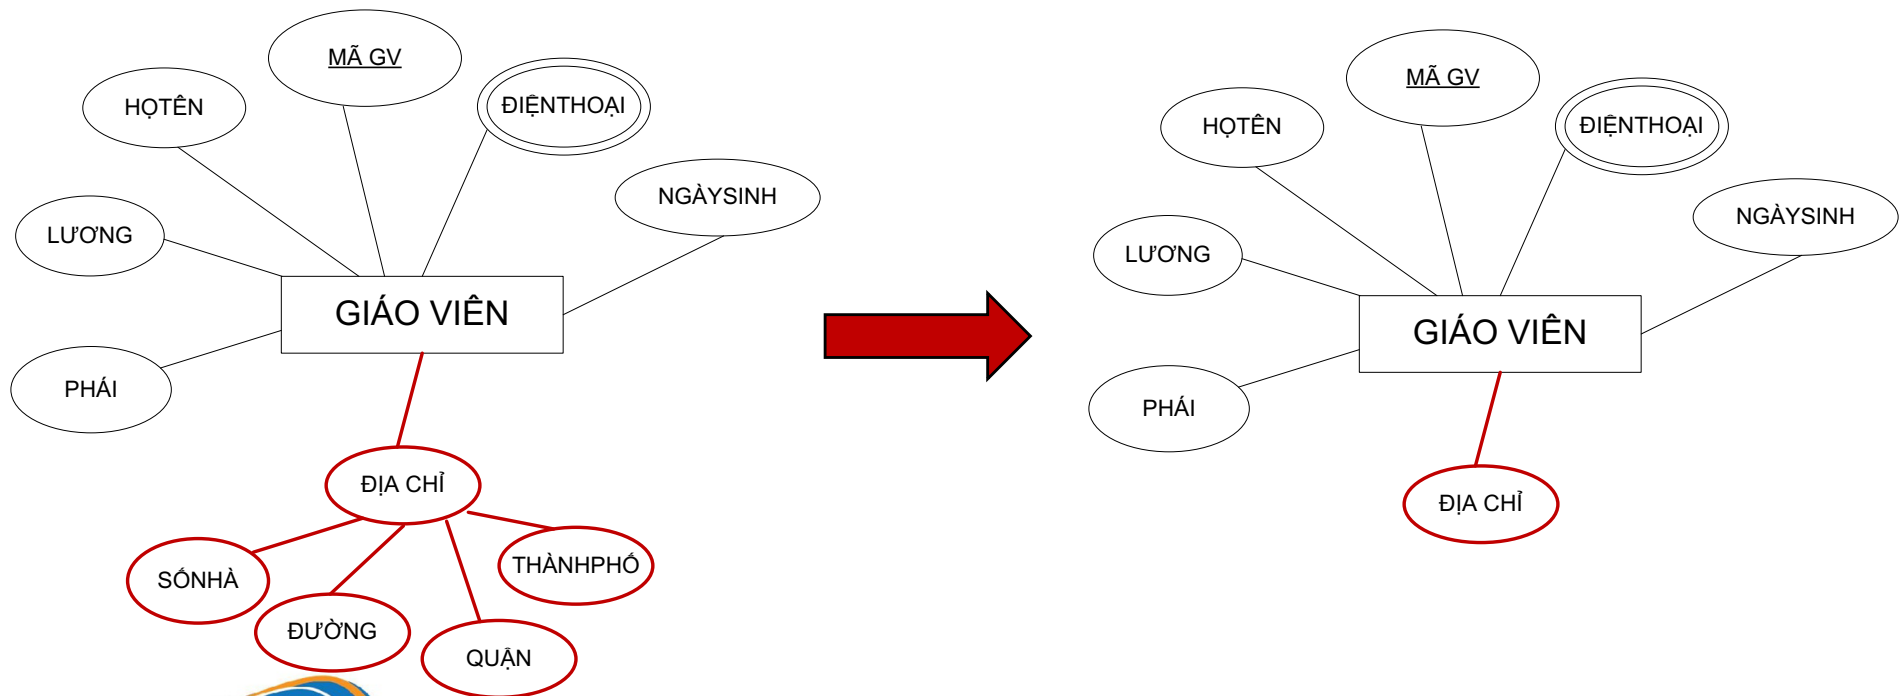 MÃ GV
HỌTÊN
ĐIỆNTHOẠI
NGÀYSINH
LƯƠNG
GIÁO VIÊN
PHÁI
ĐỊA CHỈ
SỐNHÀ
THÀNHPHỐ
ĐƯỜNG
QUẬN
MÃ GV
HỌTÊN
ĐIỆNTHOẠI
NGÀYSINH
LƯƠNG
GIÁO VIÊN
PHÁI
ĐỊA CHỈ